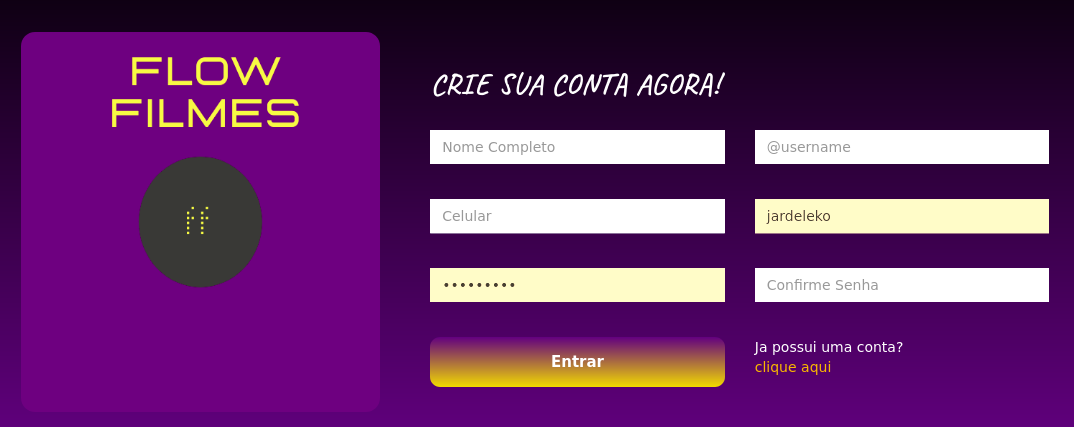 FLOW
FILMES
ff
CRIE SUA CONTA AGORA!
Nome Completo
@username
Celular
jardeleko
•••••••••
Confirme Senha
Entrar
Ja possui uma conta?
clique aqui